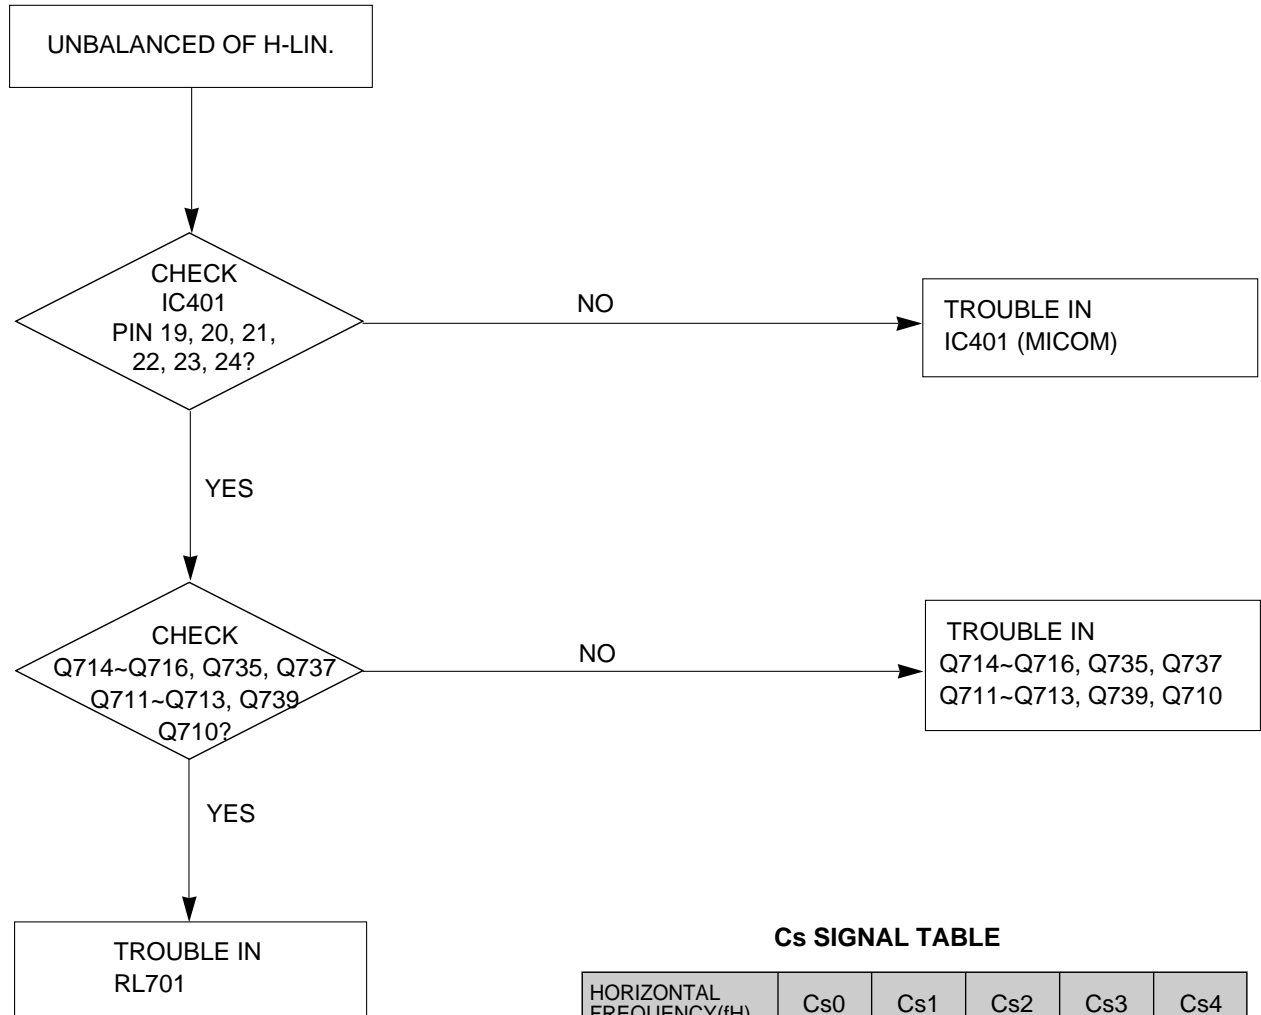 UNBALANCED OF H-LIN.
CHECK
IC401
PIN 19, 20, 21,
22, 23, 24?
NO
TROUBLE IN
IC401 (MICOM)
YES
CHECK
Q714~Q716, Q735, Q737
Q711~Q713, Q739
Q710?
NO
TROUBLE IN
Q714~Q716, Q735, Q737
Q711~Q713, Q739, Q710
YES
TROUBLE IN
RL701
Cs SIGNAL TABLE
HORIZONTAL
FREQUENCY(fH)
Cs0 Cs1 Cs2 Cs3 Cs4